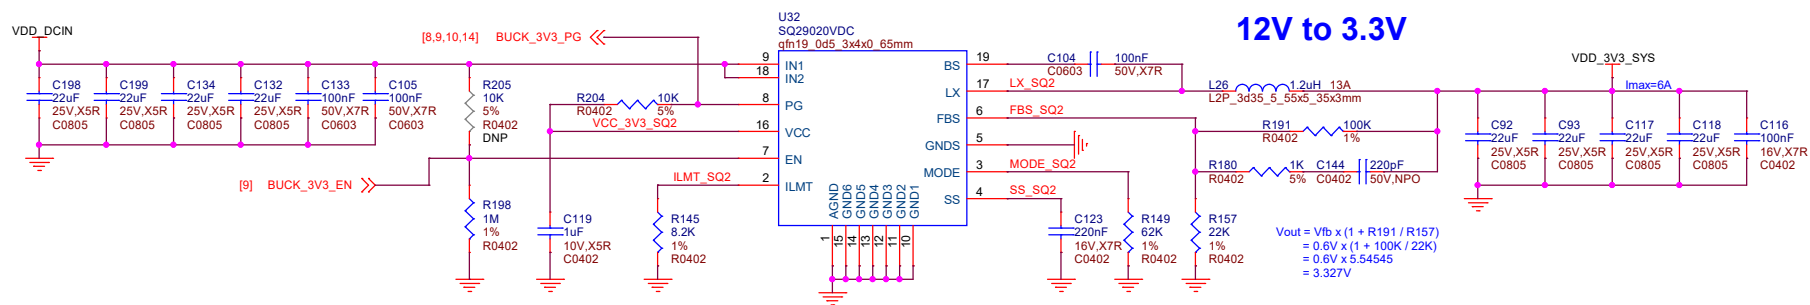 12V to 3.3V
VDD_DCIN
[8,9,10,14] BUCK_3V3_PG
U32
SQ29020VDC
qfn19_0d5_3x4x0_65mm
C198
22uF
25V,X5R
C0805
C199
22uF
25V,X5R
C0805
C134
22uF
25V,X5R
C0805
C132
22uF
25V,X5R
C0805
C133
100nF
50V,X7R
C0603
C105
100nF
50V,X7R
C0603
R205
10K
5%
R0402
DNP
R204 10K
R0402 5%
VCC_3V3_SQ2
[9] BUCK_3V3_EN
R198
1M
1%
R0402
C119
1uF
10V,X5R
C0402
ILMT_SQ2
R145
8.2K
1%
R0402
9 IN1
18 IN2
8 PG
16 VCC
7 EN
2 ILMT
BS 19
LX 17
FBS 6
GNDS 5
MODE 3
SS 4
AGND GND6 GND5 GND4 GND3 GND2 GND1
1 15 14 13 12 11 10
C104 100nF
C0603 50V,X7R
LX_SQ2
L26 1.2uH 13A
L2P_3d35_5_55x5_35x3mm
FBS_SQ2
R191 100K
R0402 1%
R180 1K C144 220pF
R0402 5% C0402 50V,NPO
MODE_SQ2
SS_SQ2
C123
220nF
16V,X7R
C0402
R149
62K
1%
R0402
R157
22K
1%
R0402
VDD_3V3_SYS
Imax=6A
C92
22uF
25V,X5R
C0805
C93
22uF
25V,X5R
C0805
C117
22uF
25V,X5R
C0805
C118
22uF
25V,X5R
C0805
C116
100nF
16V,X7R
C0402
Vout = Vfb x (1 + R191 / R157)
= 0.6V x (1 + 100K / 22K)
= 0.6V x 5.54545
= 3.327V